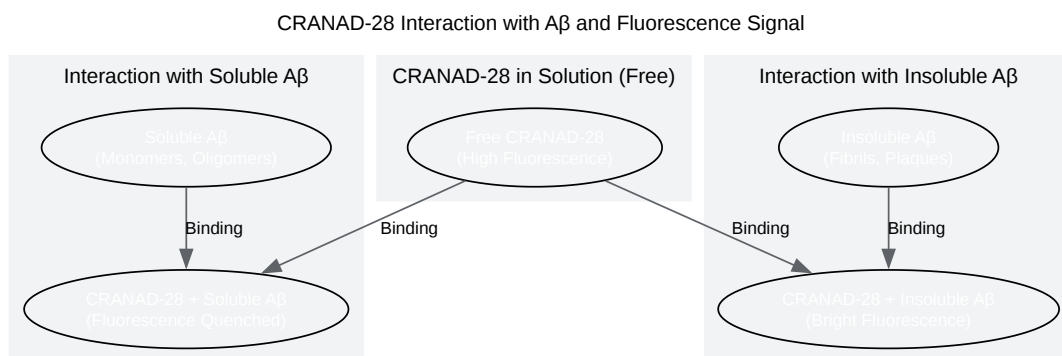 CRANAD-28 Interaction with Aβ and Fluorescence Signal
Interaction with Soluble Aβ
CRANAD-28 in Solution (Free)
Interaction with Insoluble Aβ
Soluble Aβ
(Monomers, Oligomers)
Free CRANAD-28
(High Fluorescence)
Insoluble Aβ
(Fibrils, Plaques)
Binding
Binding
Binding
Binding
CRANAD-28 + Soluble Aβ
(Fluorescence Quenched)
CRANAD-28 + Insoluble Aβ
(Bright Fluorescence)